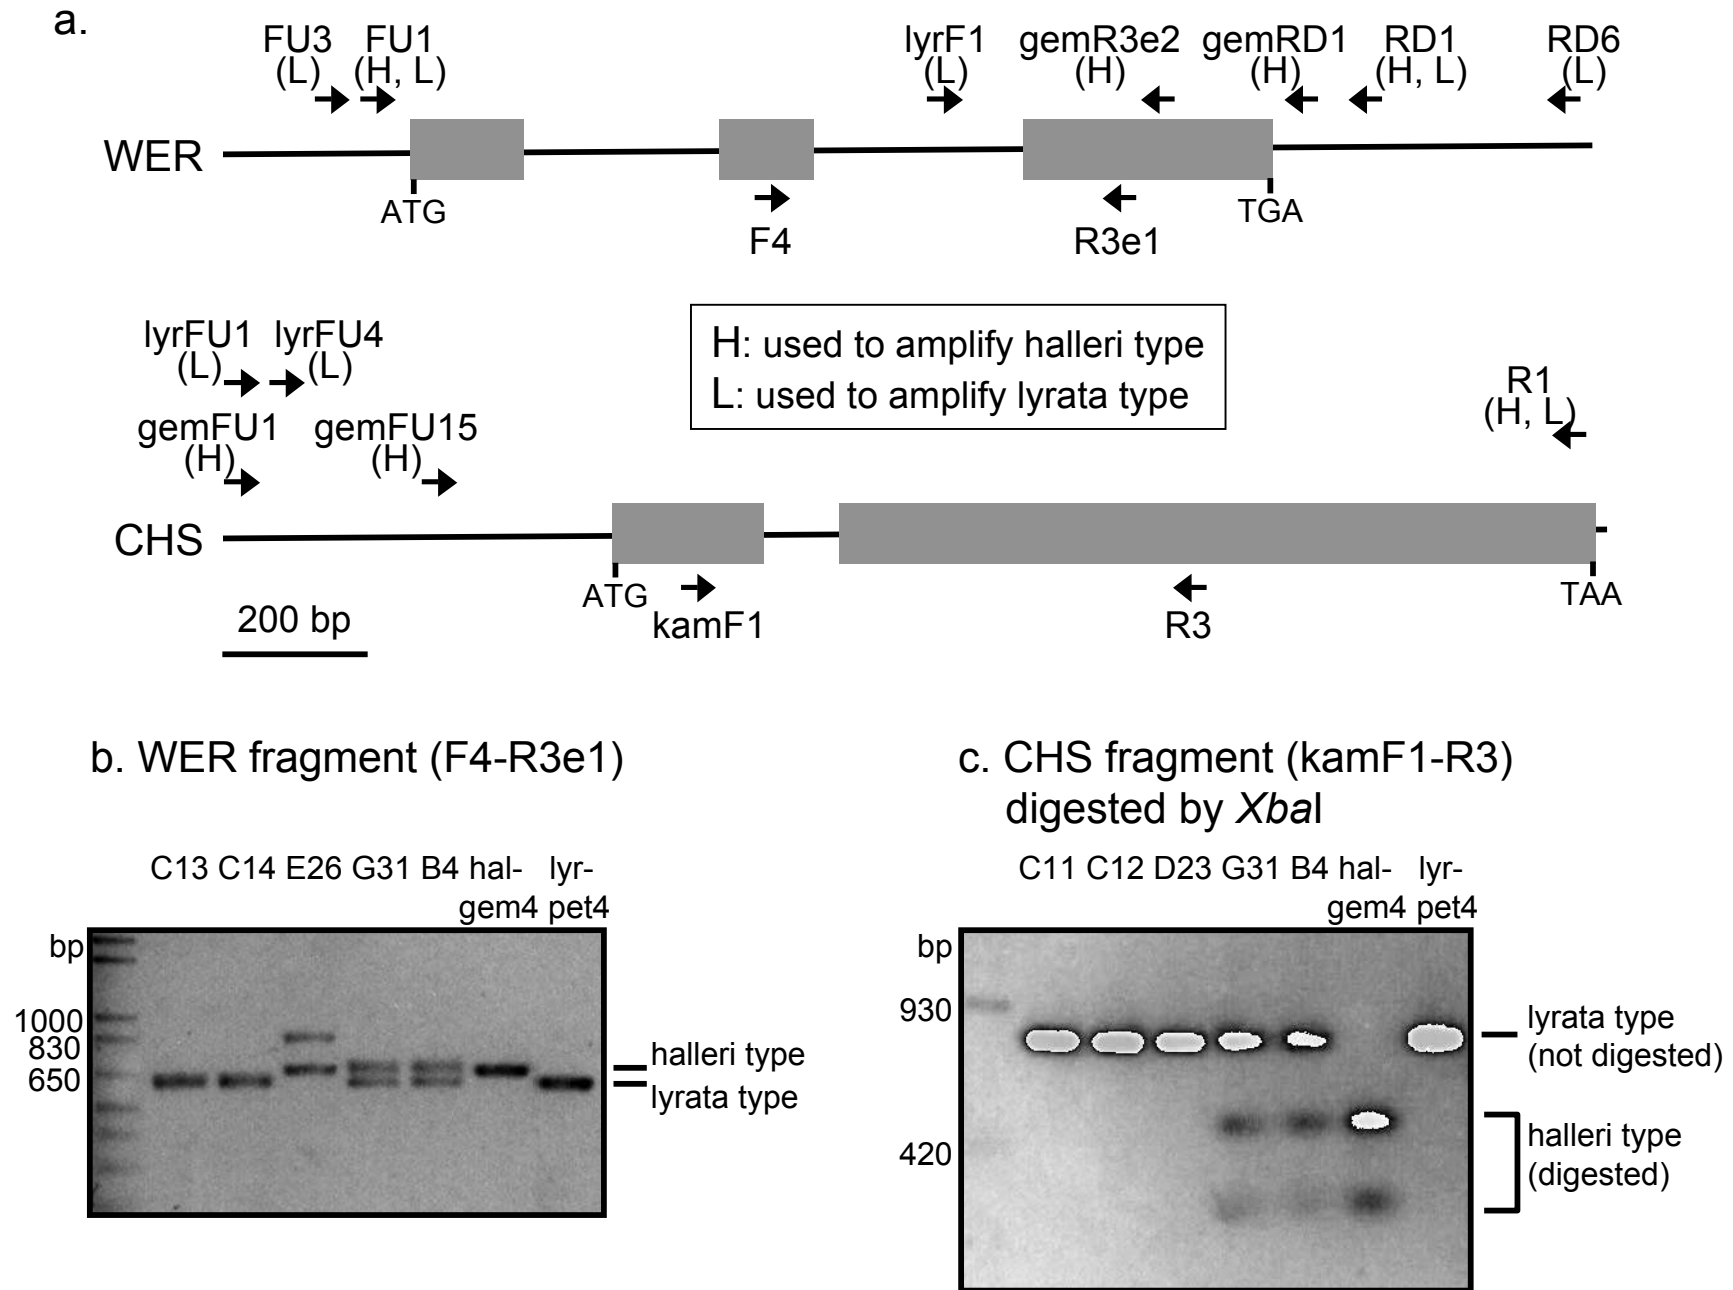 a.
FU3 FU1 lyrF1 gemR3e2 gemRD1 RD1 RD6
(L) (H, L) (L) (H) (H) (H, L) (L)
WER
ATG TGA
F4 R3e1
H: used to amplify halleri type
L: used to amplify lyrata type
lyrFU1 lyrFU4
(L) (L)
R1
(H, L)
gemFU1 gemFU15
(H) (H)
CHS
ATG TAA
kamF1 R3
200 bp
b. WER fragment (F4-R3e1)
C13 C14 E26 G31 B4 hal- lyr-
gem4 pet4
bp
1000
830
650
halleri type
lyrata type
c. CHS fragment (kamF1-R3)
digested by XbaI
C11 C12 D23 G31 B4 hal- lyr-
gem4 pet4
bp
930
420
lyrata type
(not digested)
halleri type
(digested)